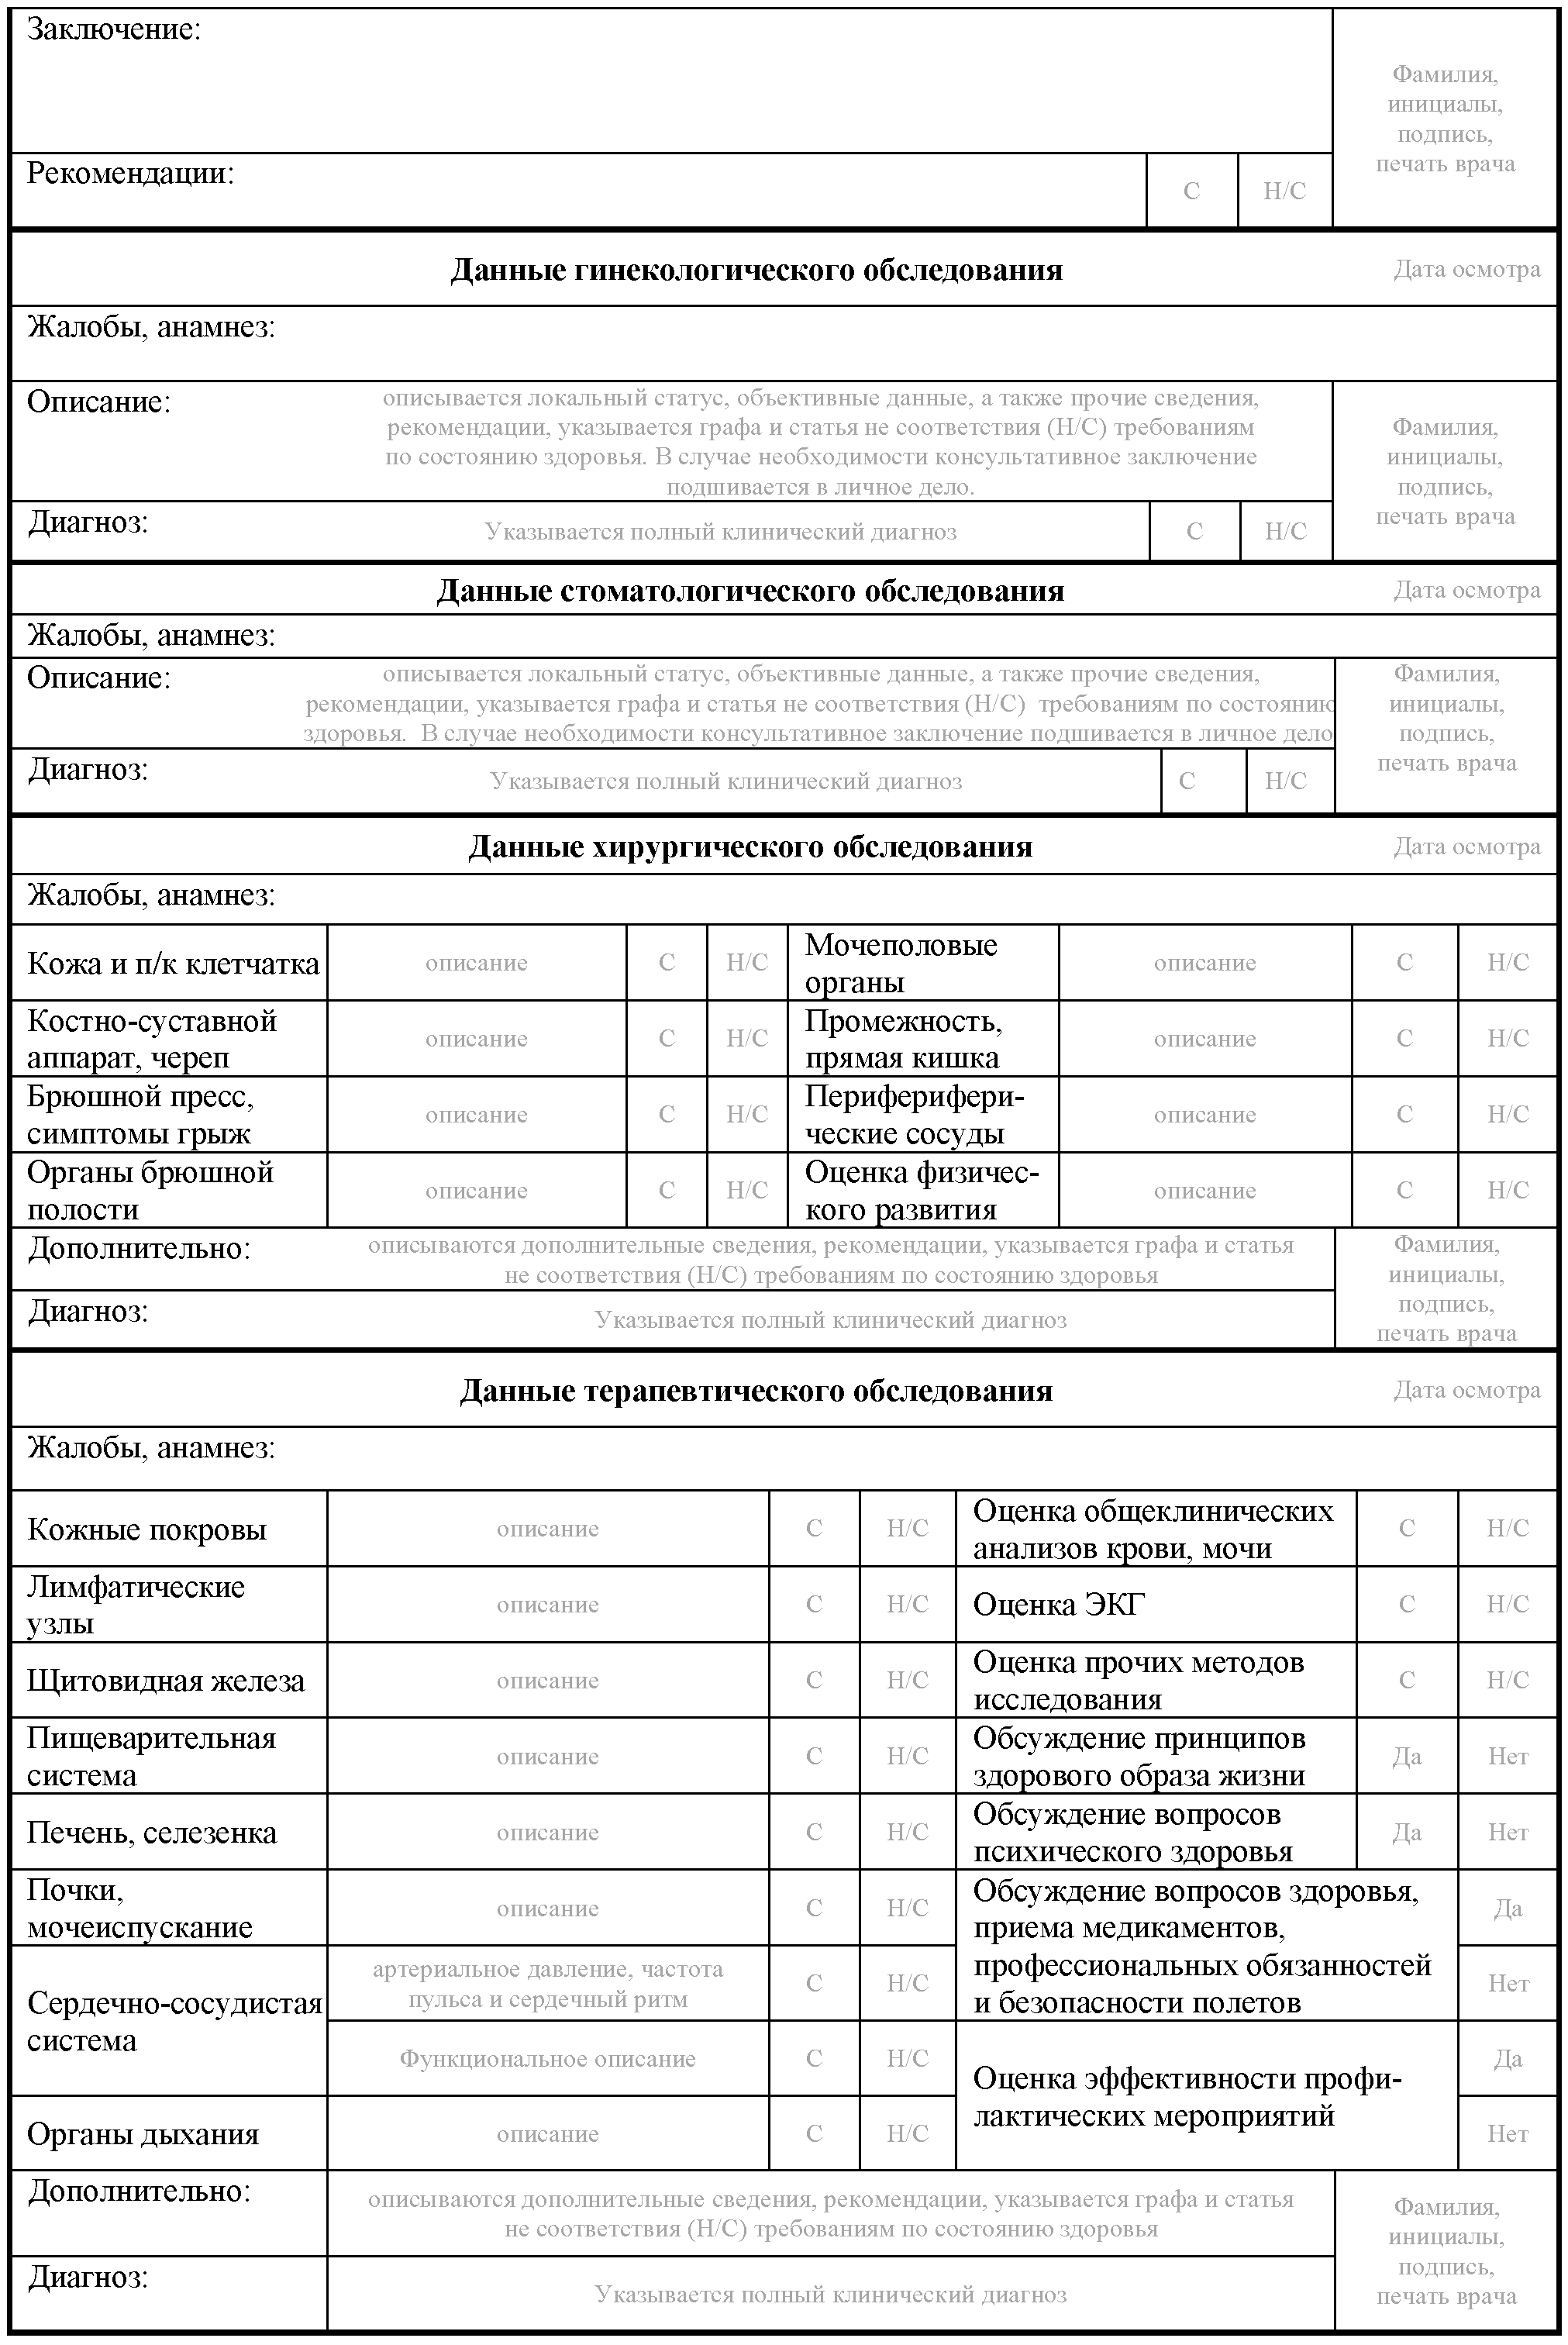 Заключение:
Фамилия,
инициалы,
подпись,
печать врача
Рекомендации:
С Н/С
Данные гинекологического обследования Дата осмотра
Жалобы, анамнез:
Описание: описывается локальный статус, объективные данные, а также прочие сведения,
рекомендации, указывается графа и статья не соответствия (Н/С) требованиям
по состоянию здоровья. В случае необходимости консультативное заключение
подшивается в личное дело.
Фамилия,
инициалы,
подпись,
печать врача
Диагноз: Указывается полный клинический диагноз С Н/С
Данные стоматологического обследования Дата осмотра
Жалобы, анамнез:
Описание: описывается локальный статус, объективные данные, а также прочие сведения,
рекомендации, указывается графа и статья не соответствия (Н/С) требованиям по состоянию
здоровья. В случае необходимости консультативное заключение подшивается в личное дело
Фамилия,
инициалы,
подпись,
печать врача
Диагноз: Указывается полный клинический диагноз С Н/С
Данные хирургического обследования Дата осмотра
Жалобы, анамнез:
Кожа и п/к клетчатка описание С Н/С
Мочеполовые
органы
описание С Н/С
Костно-суставной
аппарат, череп
описание С Н/С
Промежность,
прямая кишка
описание С Н/С
Брюшной пресс,
симптомы грыж
описание С Н/С
Перифериφери-
ческие сосуды
описание С Н/С
Органы брюшной
полости
описание С Н/С
Оценка физичес-
кого развития
описание С Н/С
Дополнительно: описываются дополнительные сведения, рекомендации, указывается графа и статья
не соответствия (Н/С) требованиям по состоянию здоровья
Фамилия,
инициалы,
подпись,
печать врача
Диагноз: Указывается полный клинический диагноз
Данные терапевтического обследования Дата осмотра
Жалобы, анамнез:
Кожные покровы описание С Н/С
Оценка общеклинических
анализов крови, мочи
С Н/С
Лимфатические
узлы
описание С Н/С
Оценка ЭКГ С Н/С
Щитовидная железа описание С Н/С
Оценка прочих методов
исследования
С Н/С
Пищеварительная
система
описание С Н/С
Обсуждение принципов
здорового образа жизни
Да Нет
Печень, селезенка описание С Н/С
Обсуждение вопросов
психического здоровья
Да Нет
Почки,
мочеиспускание
описание С Н/С
Обсуждение вопросов здоровья,
приема медикаментов,
профессиональных обязанностей
и безопасности полетов
Да
Нет
Сердечно-сосудистая
система
артериальное давление, частота
пульса и сердечный ритм
С Н/С
Функциональное описание С Н/С
Оценка эффективности профи-
лактических мероприятий
Да
Нет
Органы дыхания описание С Н/С
Дополнительно:
описываются дополнительные сведения, рекомендации, указывается графа и статья
не соответствия (Н/С) требованиям по состоянию здоровья
Фамилия,
инициалы,
подпись,
печать врача
Диагноз: Указывается полный клинический диагноз